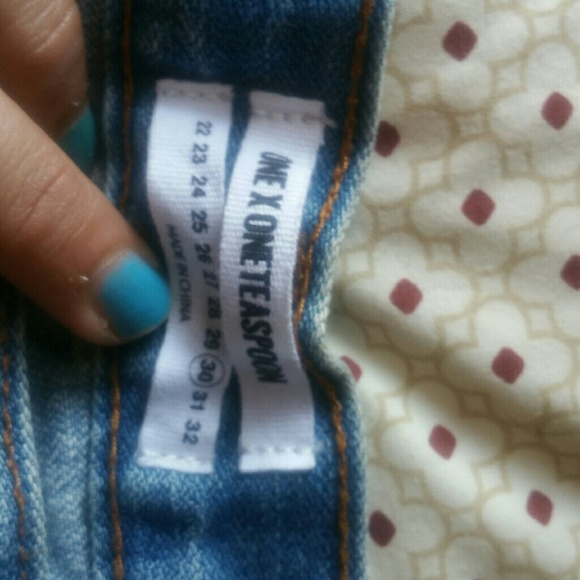 ONE X ONETEASPOON
22 23 24 25 26 27 28 29 30 31 32
MADE IN CHINA